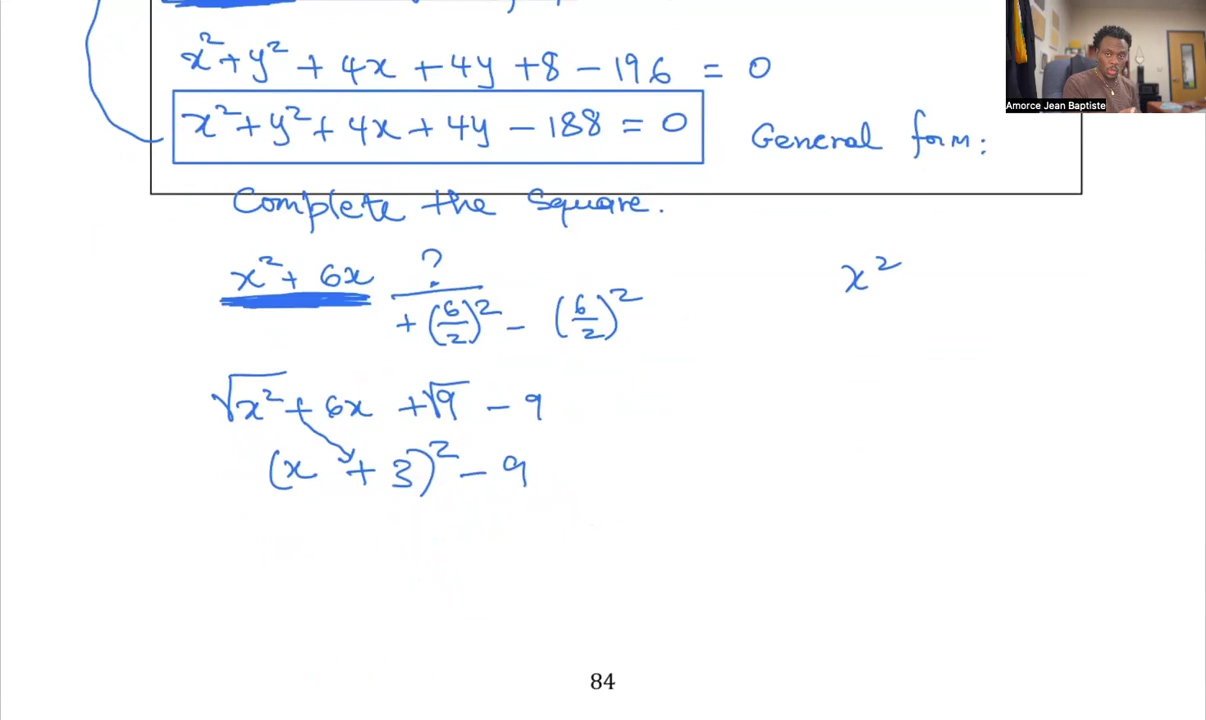 x² + y² + 4x + 4y + 8 - 196 = 0
x² + y² + 4x + 4y - 188 = 0
General form:
Complete the Square.
x² + 6x ?
+ (6/2)² - (6/2)²
x²
√x² + 6x + √9 - 9
(x + 3)² - 9
84
Amorce Jean Baptiste